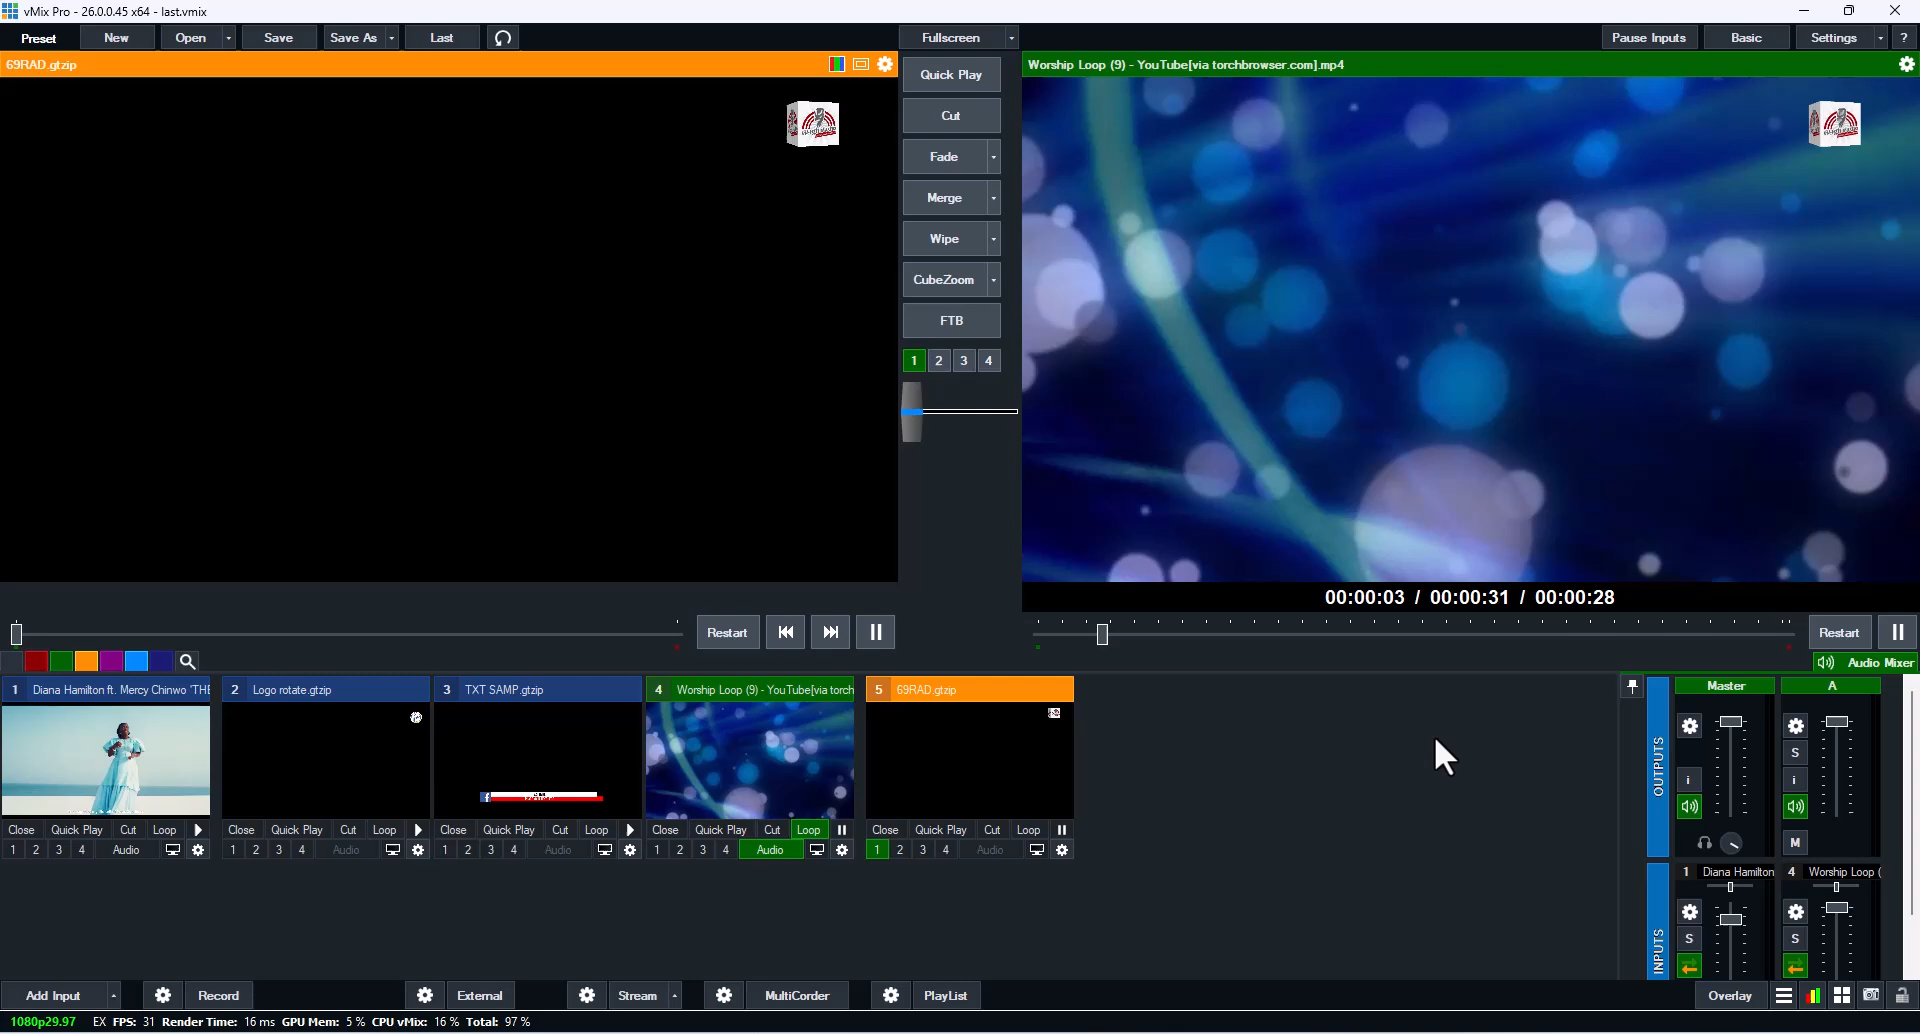 vMix Pro - 26.0.0.45 x64 - last.vmix
Preset New Open Save Save As Last Fullscreen Pause Inputs Basic Settings ?
69RAD.gtzip
Worship Loop (9) - YouTube[via torchbrowser.com].mp4
Quick Play
Cut
Fade
Merge
Wipe
CubeZoom
FTB
1 2 3 4
00:00:03 / 00:00:31 / 00:00:28
Restart
Restart
Audio Mixer
1 Diana Hamilton ft. Mercy Chinwo 'THE
2 Logo rotate.gtzip
3 TXT SAMP.gtzip
4 Worship Loop (9) - YouTube[via torch
5 69RAD.gtzip
Close Quick Play Cut Loop
1 2 3 4 Audio
Close Quick Play Cut Loop
1 2 3 4 Audio
Close Quick Play Cut Loop
1 2 3 4 Audio
Close Quick Play Cut Loop
1 2 3 4 Audio
Close Quick Play Cut Loop
1 2 3 4 Audio
OUTPUTS
Master A
S
i i
M
INPUTS
1 Diana Hamilton 4 Worship Loop (
S S
Add Input Record External Stream MultiCorder PlayList Overlay
1080p29.97 EX FPS: 31 Render Time: 16 ms GPU Mem: 5 % CPU vMix: 16 % Total: 97 %